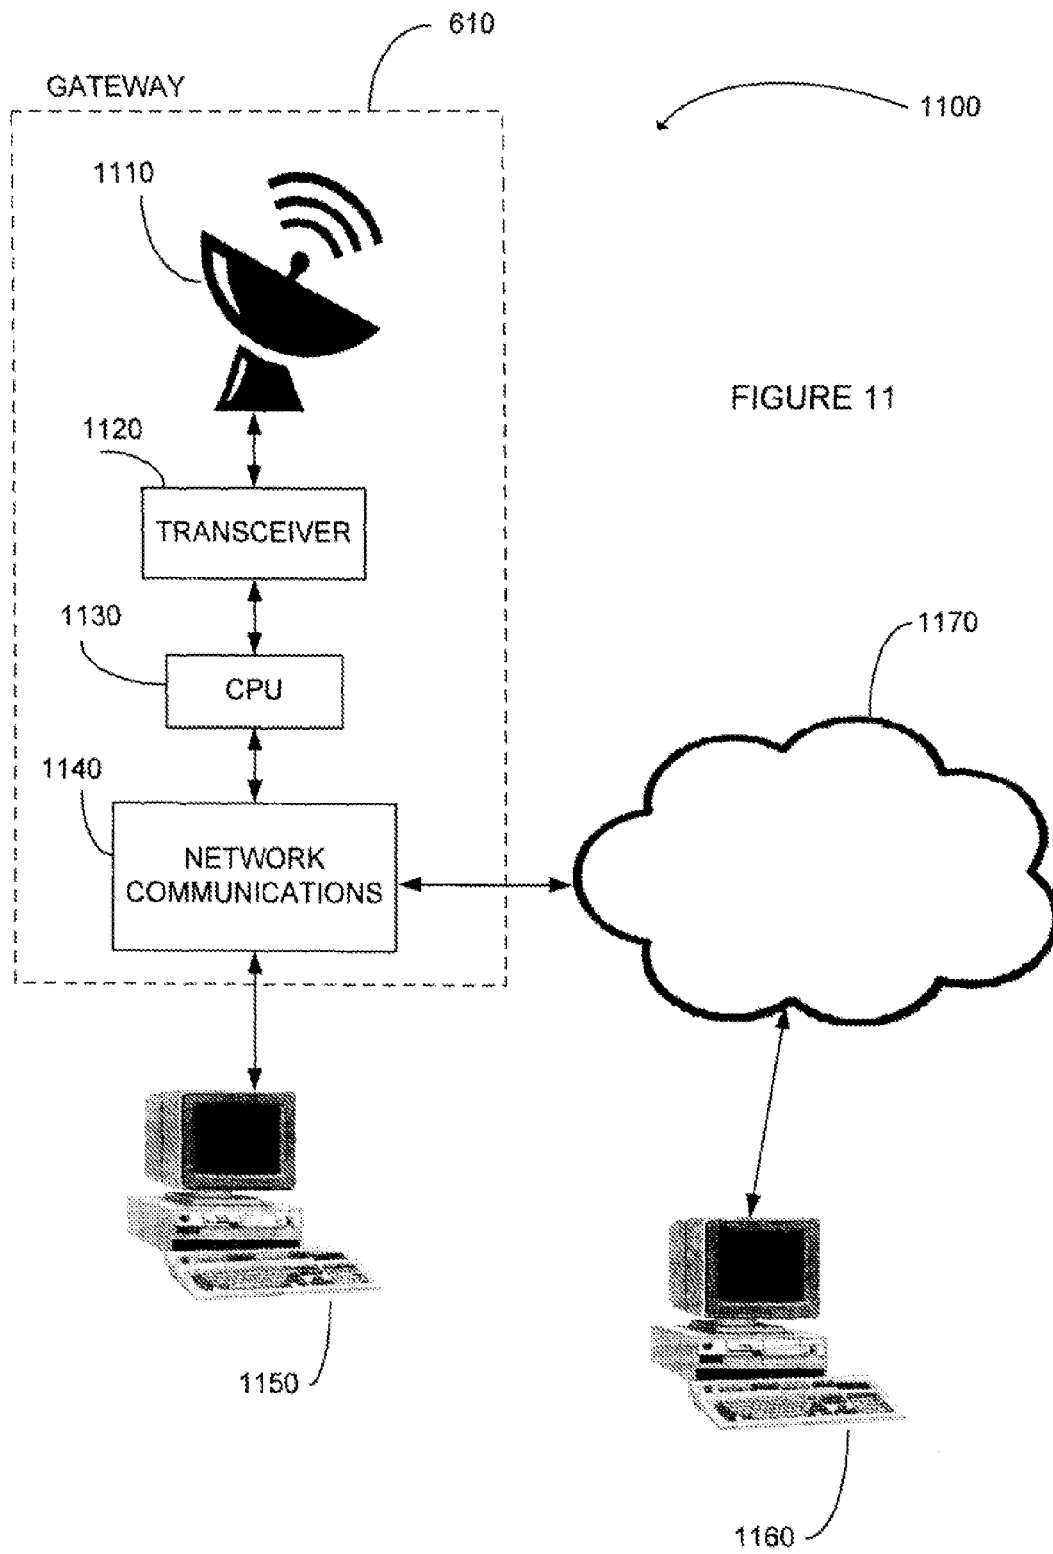 610
GATEWAY
1100
1110
FIGURE 11
1120
TRANSCEIVER
1130
CPU
1170
1140
NETWORK
COMMUNICATIONS
1150
1160